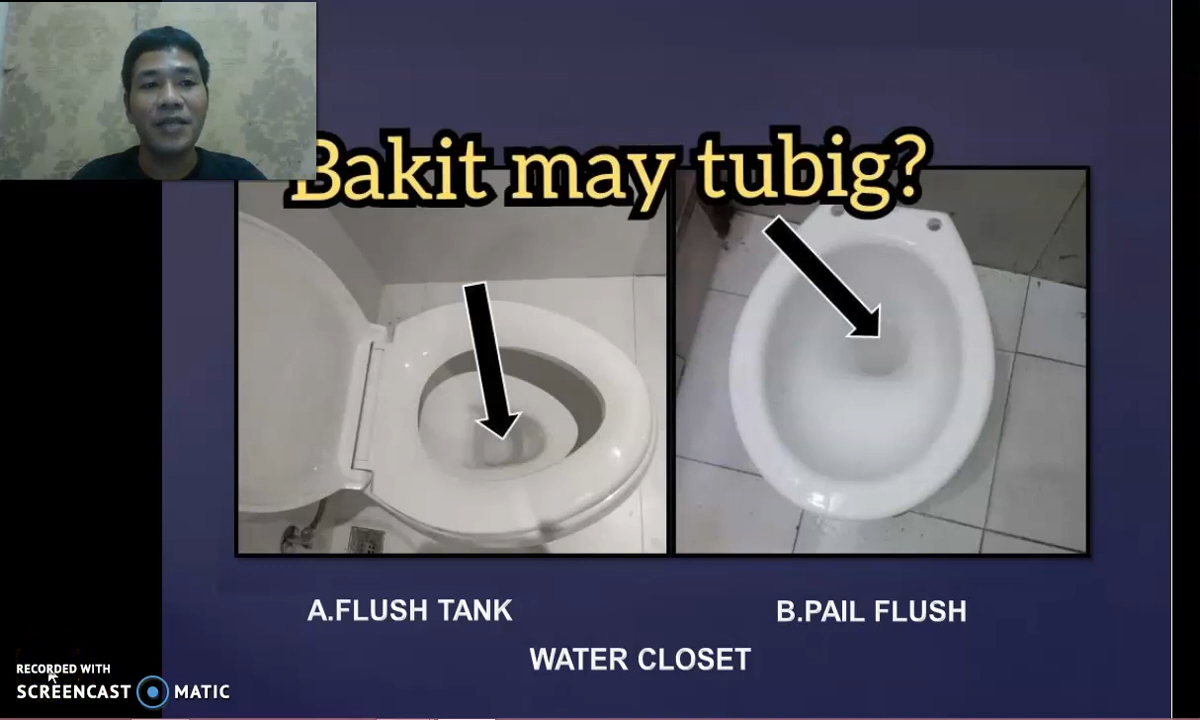 Bakit may tubig?
A.FLUSH TANK
B.PAIL FLUSH
WATER CLOSET
RECORDED WITH
SCREENCAST MATIC